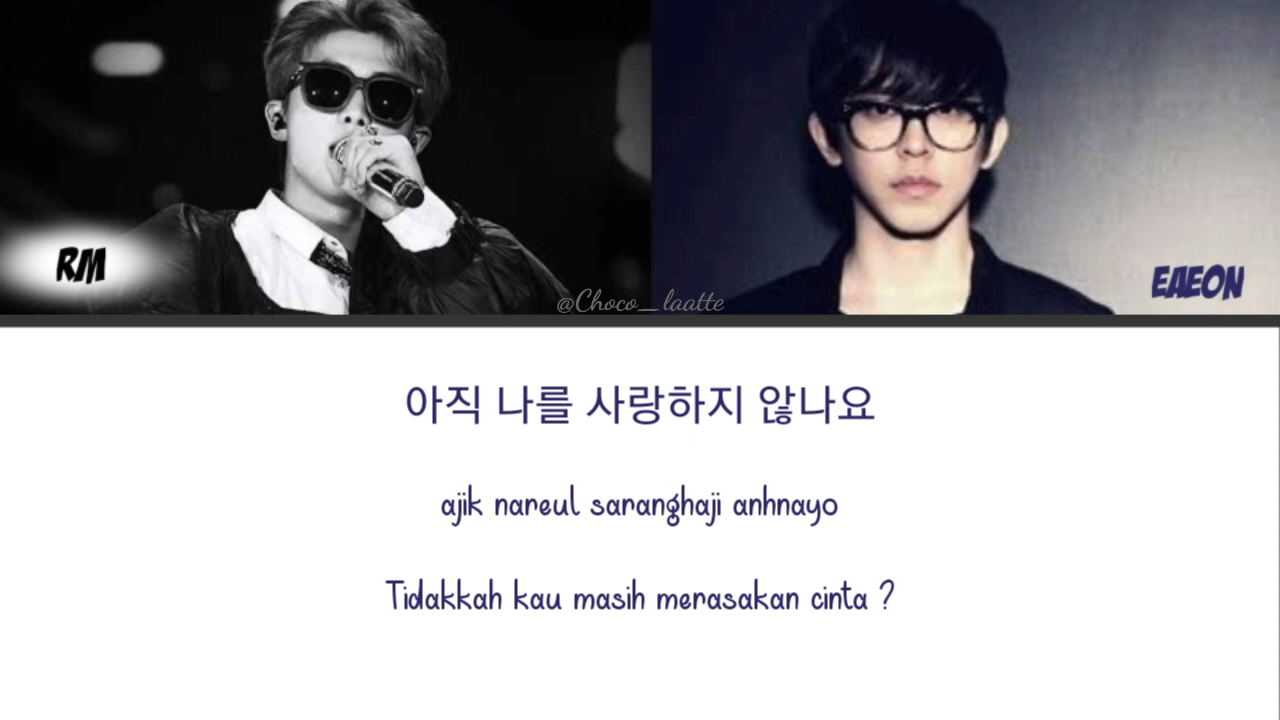 RM
EAEON
@Choco_laatte
아직 나를 사랑하지 않나요
ajik nareul saranghaji anhnayo
Tidakkah kau masih merasakan cinta ?